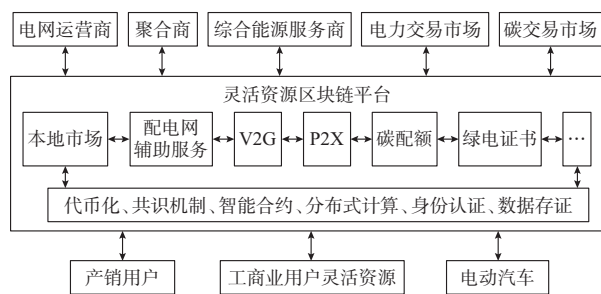 电网运营商 聚合商 综合能源服务商 电力交易市场 碳交易市场
灵活资源区块链平台
本地市场 配电网辅助服务 V2G P2X 碳配额 绿电证书 …
代币化、共识机制、智能合约、分布式计算、身份认证、数据存证
产销用户 工商业用户灵活资源 电动汽车